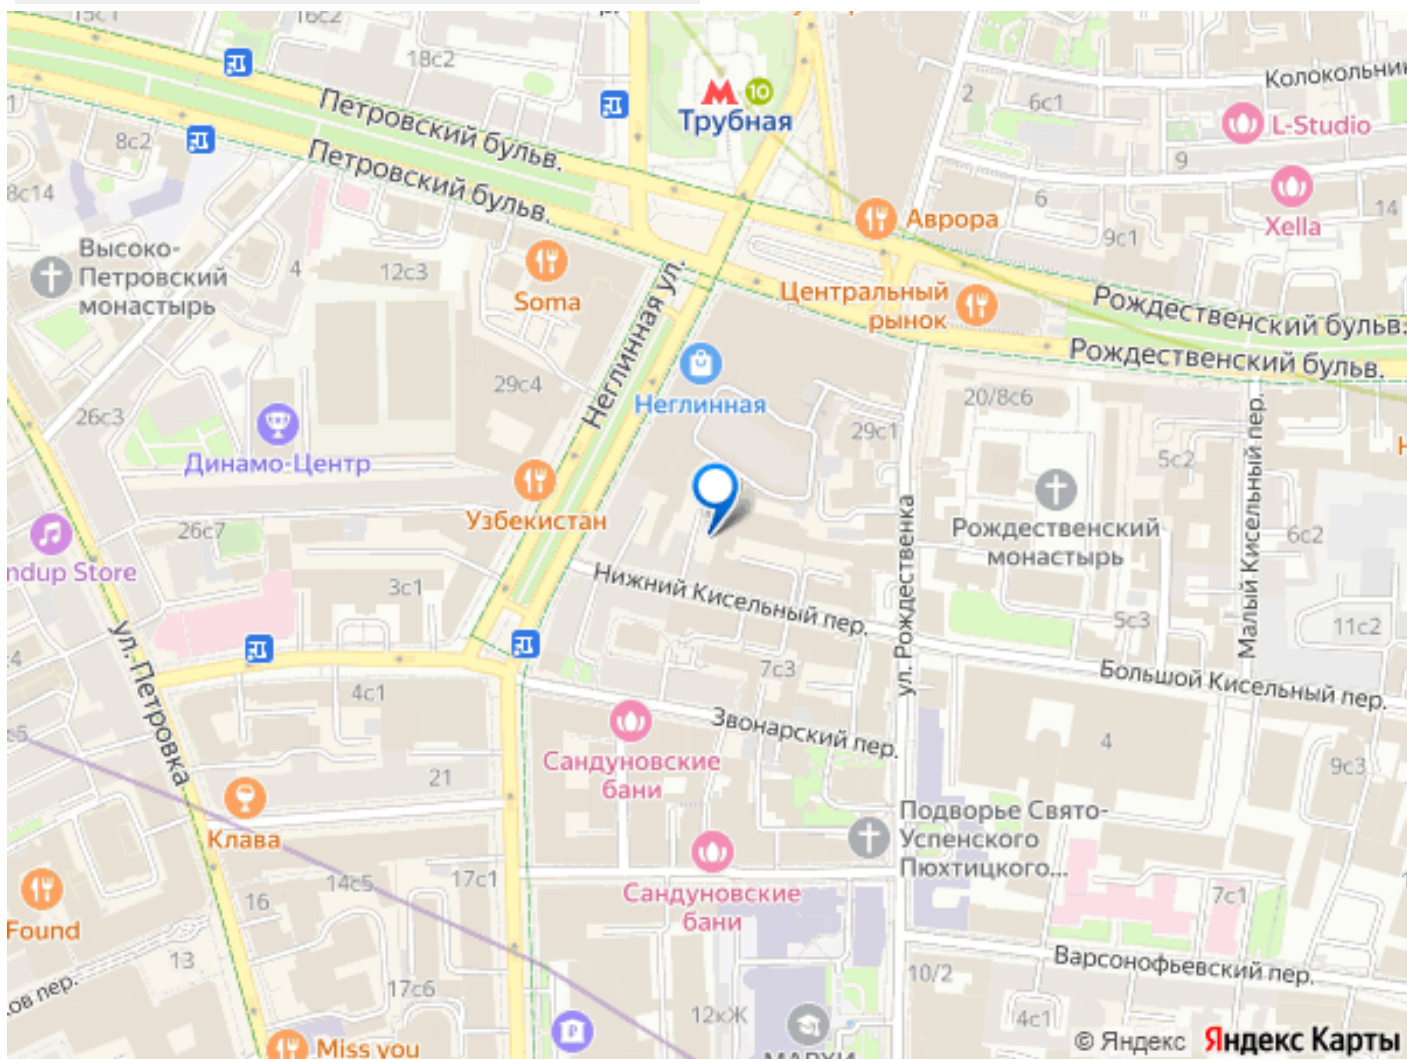 15с1
16с2
18с2
Колокольник
2
6с1
10
Трубная
L-Studio
Петровский бульв.
8с2
Петровский бульв.
9
8с14
6
14
Аврора
Xella
9с1
Высоко-
Петровский
монастырь
4
12с3
Soma
Неглинная ул.
Центральный
рынок
Рождественский бульв.
Рождественский бульв.
29с4
Неглинная
20/8с6
26с3
29с1
Малый Кисельный пер.
Динамо-Центр
5с2
Узбекистан
26с7
ул. Рождественка
Рождественский
монастырь
6с2
ndup Store
3с1
Нижний Кисельный пер.
5с3
11с2
ул. Петровка
4
7с3
Большой Кисельный пер.
4с1
Звонарский пер.
4
Сандуновские
бани
9с3
21
Клава
Подворье Свято-
Успенского
Пюхтицкого...
14с5
17с1
Сандуновские
бани
7с1
16
Found
13
Варсонофьевский пер.
ов пер.
17с6
10/2
12кЖ
4с1
Miss you
МАРХИ
© Яндекс Яндекс Карты